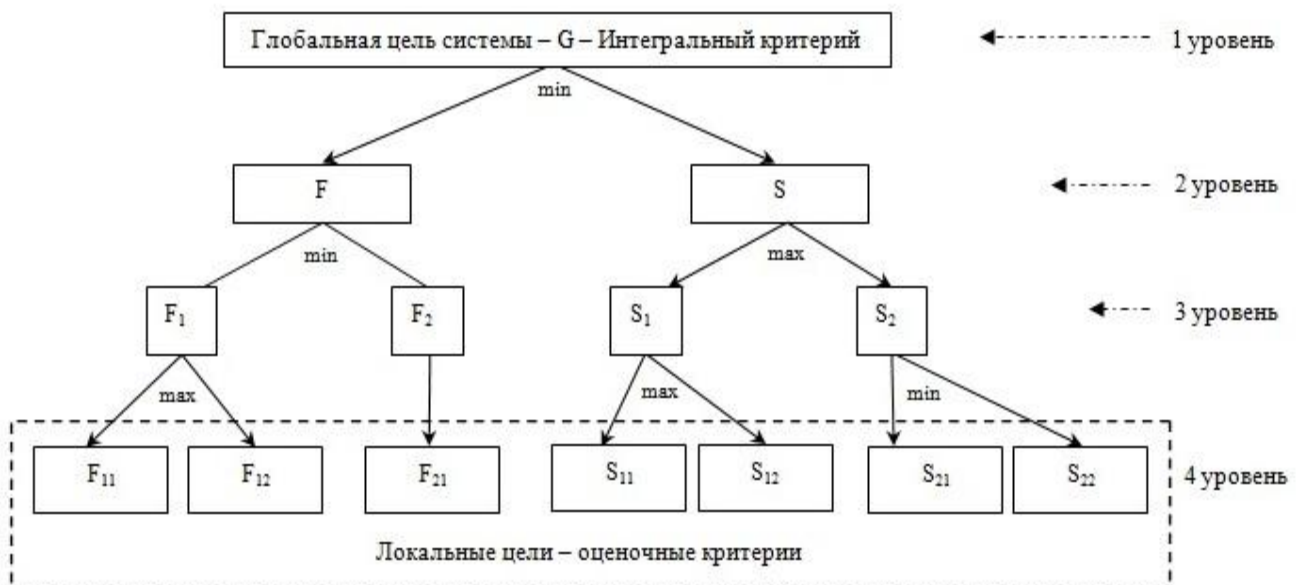 Глобальная цель системы – G – Интегральный критерий
1 уровень
min
F
S
2 уровень
min
max
F₁
F₂
S₁
S₂
3 уровень
max
max
min
F₁₁
F₁₂
F₂₁
S₁₁
S₁₂
S₂₁
S₂₂
4 уровень
Локальные цели – оценочные критерии